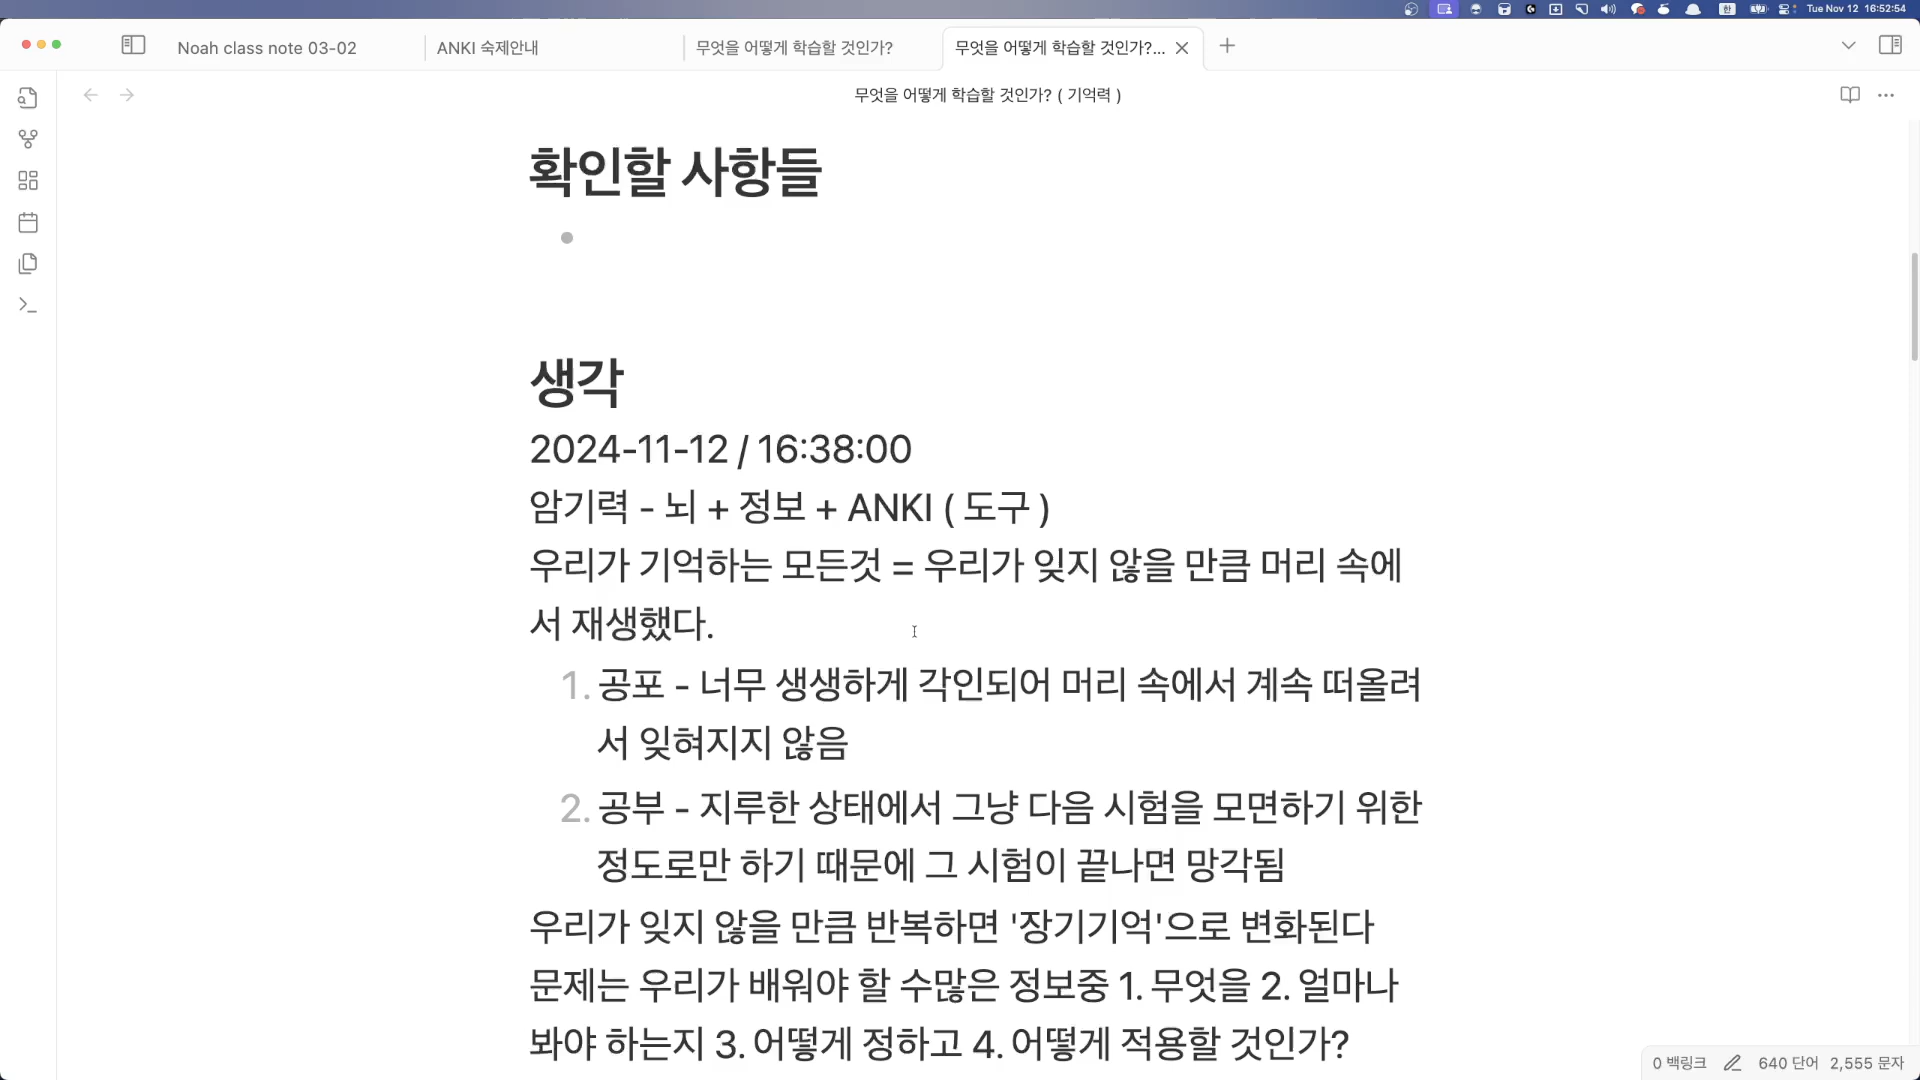 Tue Nov 12 16:52:54
Noah class note 03-02
ANKI 숙제안내
무엇을 어떻게 학습할 것인가?
무엇을 어떻게 학습할 것인가?...
무엇을 어떻게 학습할 것인가? ( 기억력 )
확인할 사항들
생각
2024-11-12 / 16:38:00
암기력 - 뇌 + 정보 + ANKI ( 도구 )
우리가 기억하는 모든것 = 우리가 잊지 않을 만큼 머리 속에
서 재생했다.
1. 공포 - 너무 생생하게 각인되어 머리 속에서 계속 떠올려
서 잊혀지지 않음
2. 공부 - 지루한 상태에서 그냥 다음 시험을 모면하기 위한
정도로만 하기 때문에 그 시험이 끝나면 망각됨
우리가 잊지 않을 만큼 반복하면 '장기기억'으로 변화된다
문제는 우리가 배워야 할 수많은 정보중 1. 무엇을 2. 얼마나
봐야 하는지 3. 어떻게 정하고 4. 어떻게 적용할 것인가?
0 백링크 640 단어 2,555 문자